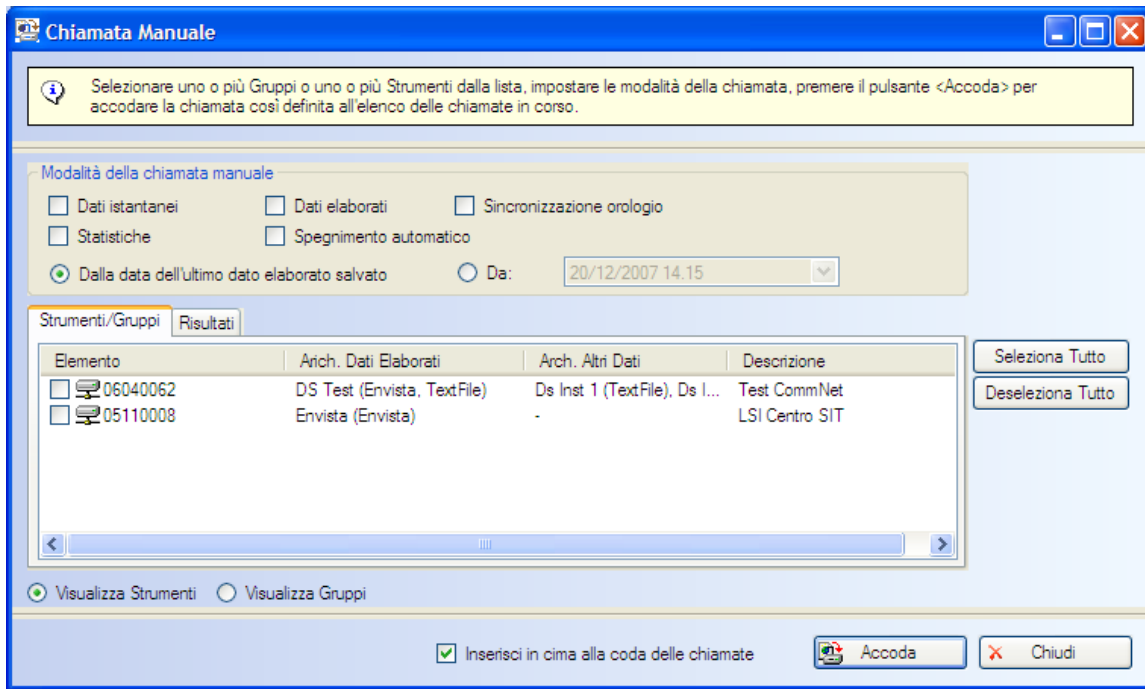 Chiamata Manuale
Selezionare uno o più Gruppi o uno o più Strumenti dalla lista, impostare le modalità della chiamata, premere il pulsante <Accoda> per
accodare la chiamata così definita all'elenco delle chiamate in corso.
Modalità della chiamata manuale
Dati istantanei Dati elaborati Sincronizzazione orologio
Statistiche Spegnimento automatico
Dalla data dell'ultimo dato elaborato salvato Da: 20/12/2007 14.15
Strumenti/Gruppi Risultati
Elemento Arich. Dati Elaborati Arch. Altri Dati Descrizione
06040062 DS Test (Envista, TextFile) Ds Inst 1 (TextFile), Ds I... Test CommNet
05110008 Envista (Envista) - LSI Centro SIT
Seleziona Tutto
Deseleziona Tutto
Visualizza Strumenti Visualizza Gruppi
Inserisci in cima alla coda delle chiamate Accoda Chiudi